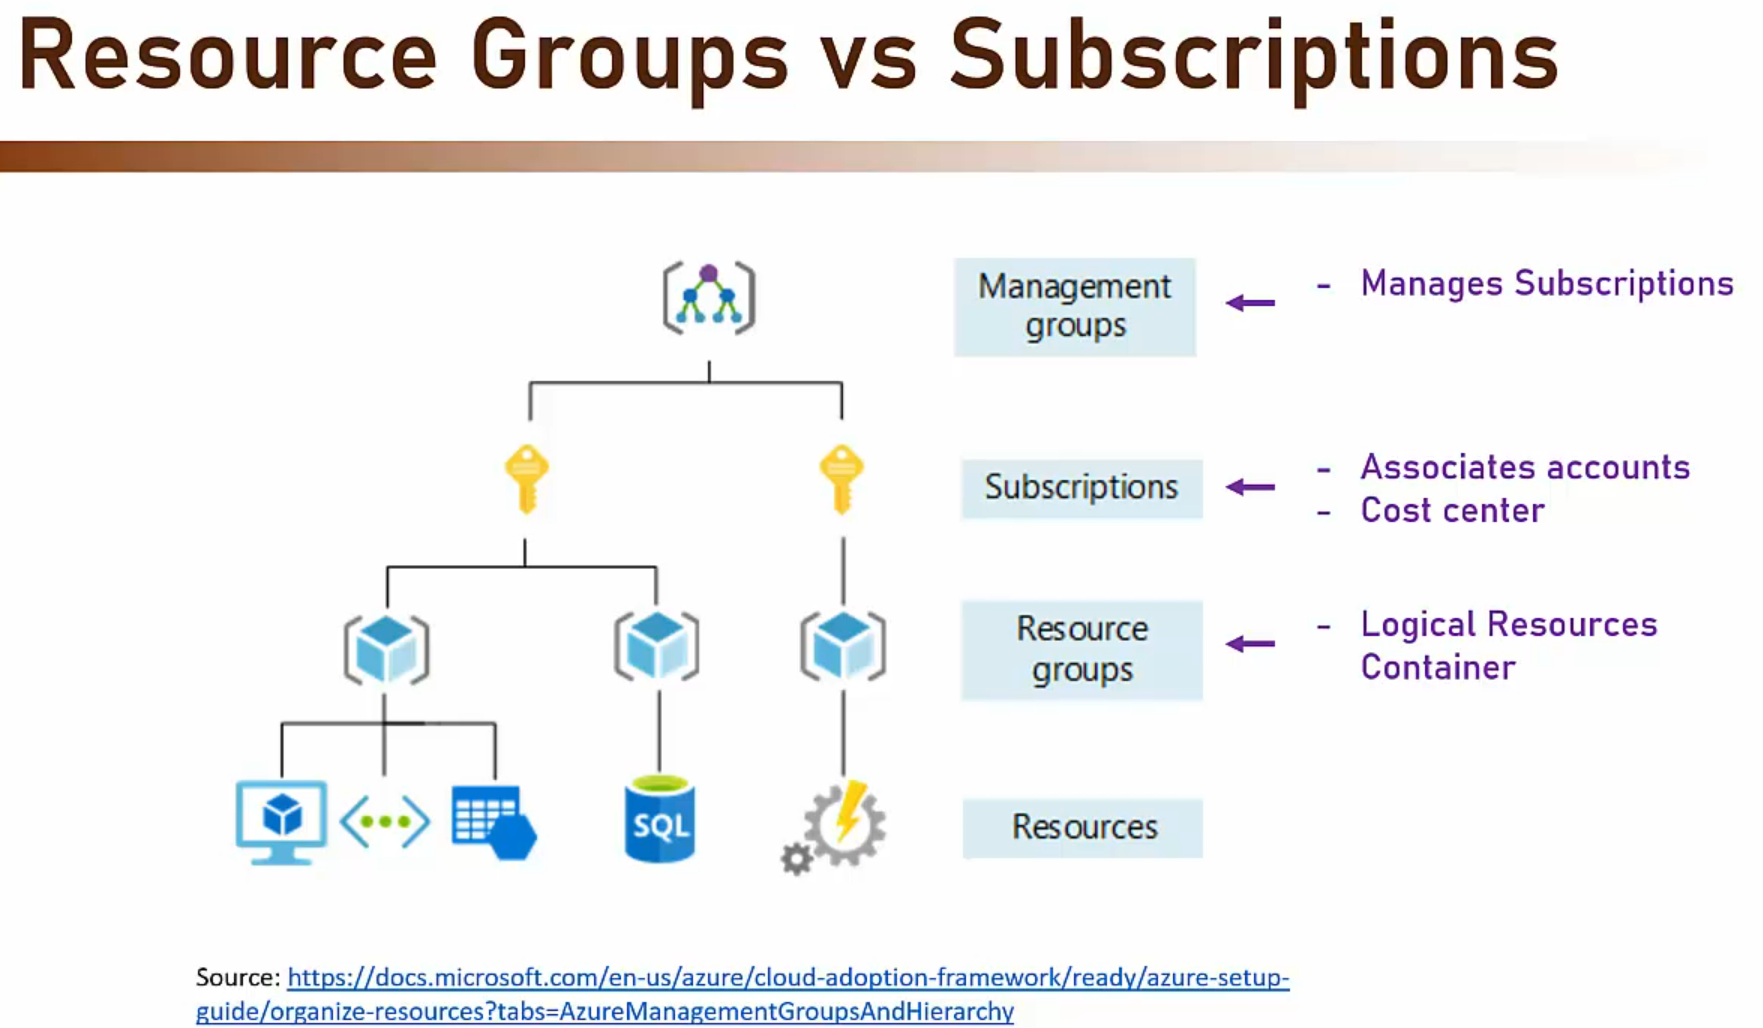 Resource Groups vs Subscriptions
Management
groups
- Manages Subscriptions
Subscriptions
- Associates accounts
- Cost center
Resource
groups
- Logical Resources
Container
SQL
Resources
Source: https://docs.microsoft.com/en-us/azure/cloud-adoption-framework/ready/azure-setup-
guide/organize-resources?tabs=AzureManagementGroupsAndHierarchy